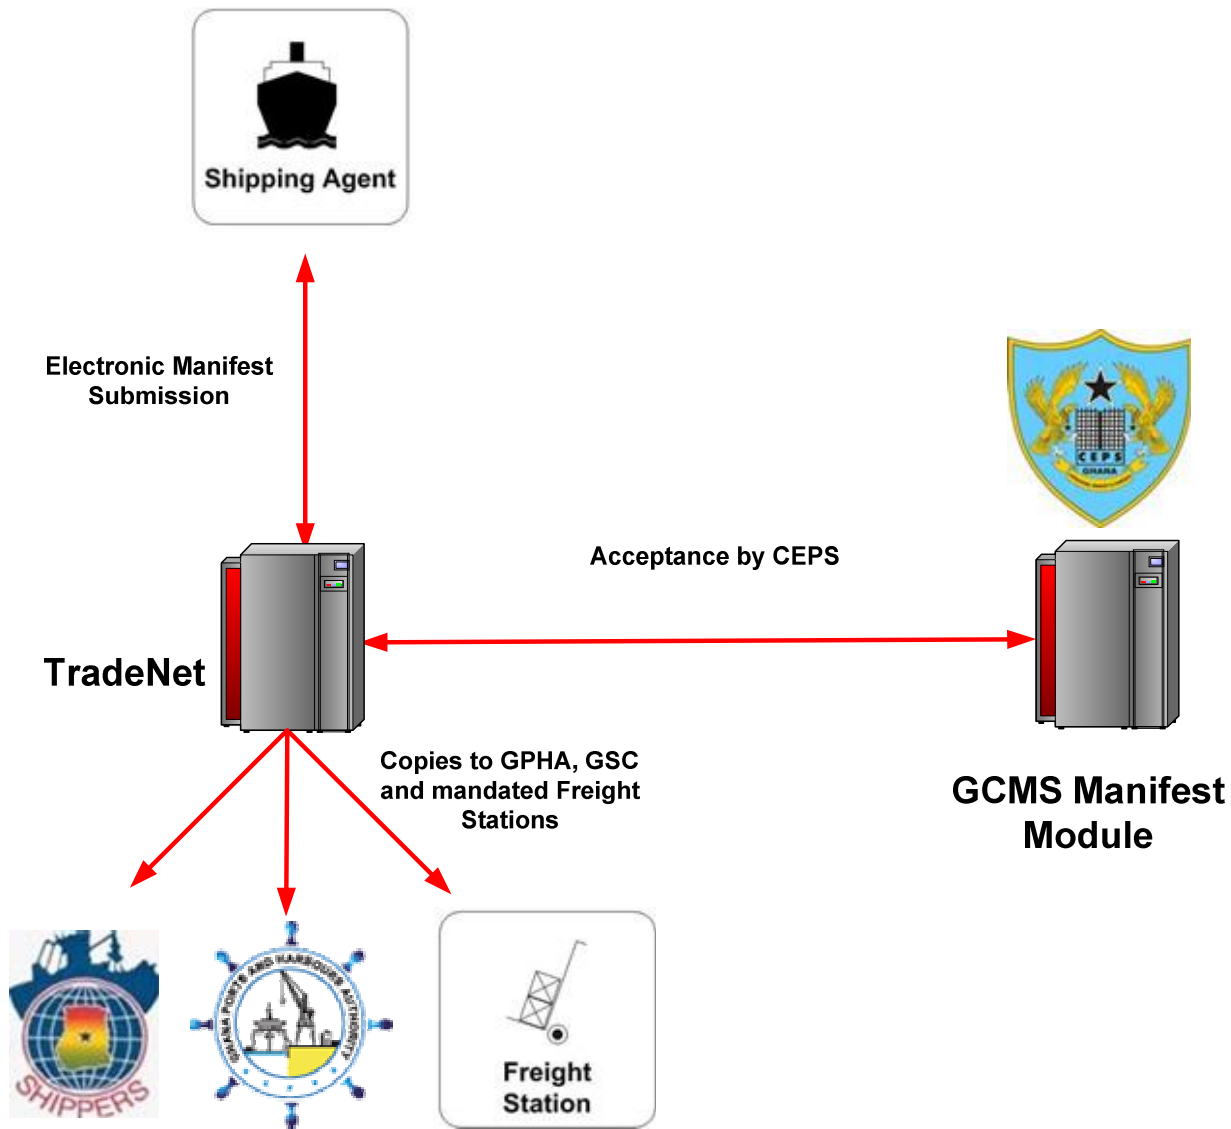 Shipping Agent
Electronic Manifest
Submission
CEPS
GHANA
Acceptance by CEPS
TradeNet
Copies to GPHA, GSC
and mandated Freight
Stations
GCMS Manifest
Module
SHIPPERS
GHANA PORTS AND HARBOURS AUTHORITY
Freight
Station